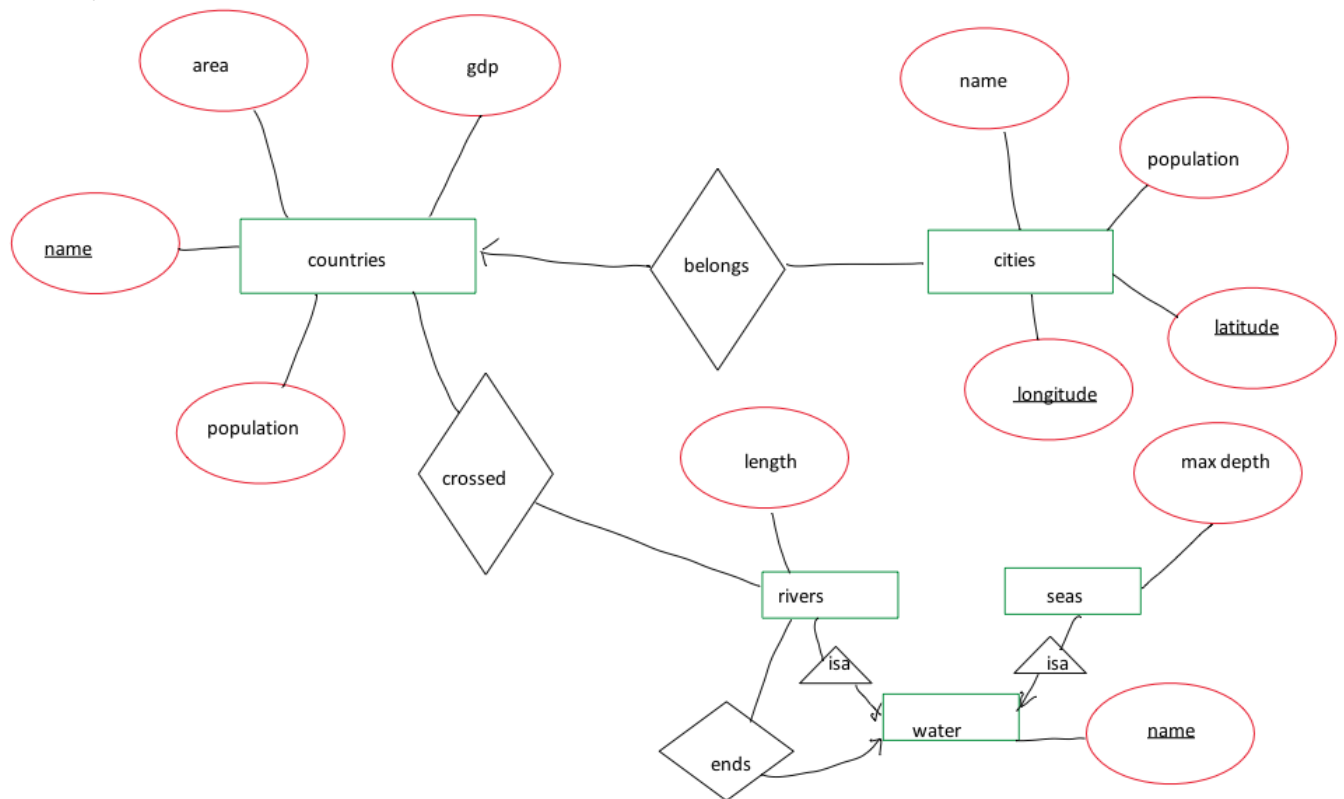 area
gdp
name
population
name
countries
belongs
cities
latitude
longitude
population
length
max depth
crossed
rivers
seas
isa
isa
water
name
ends